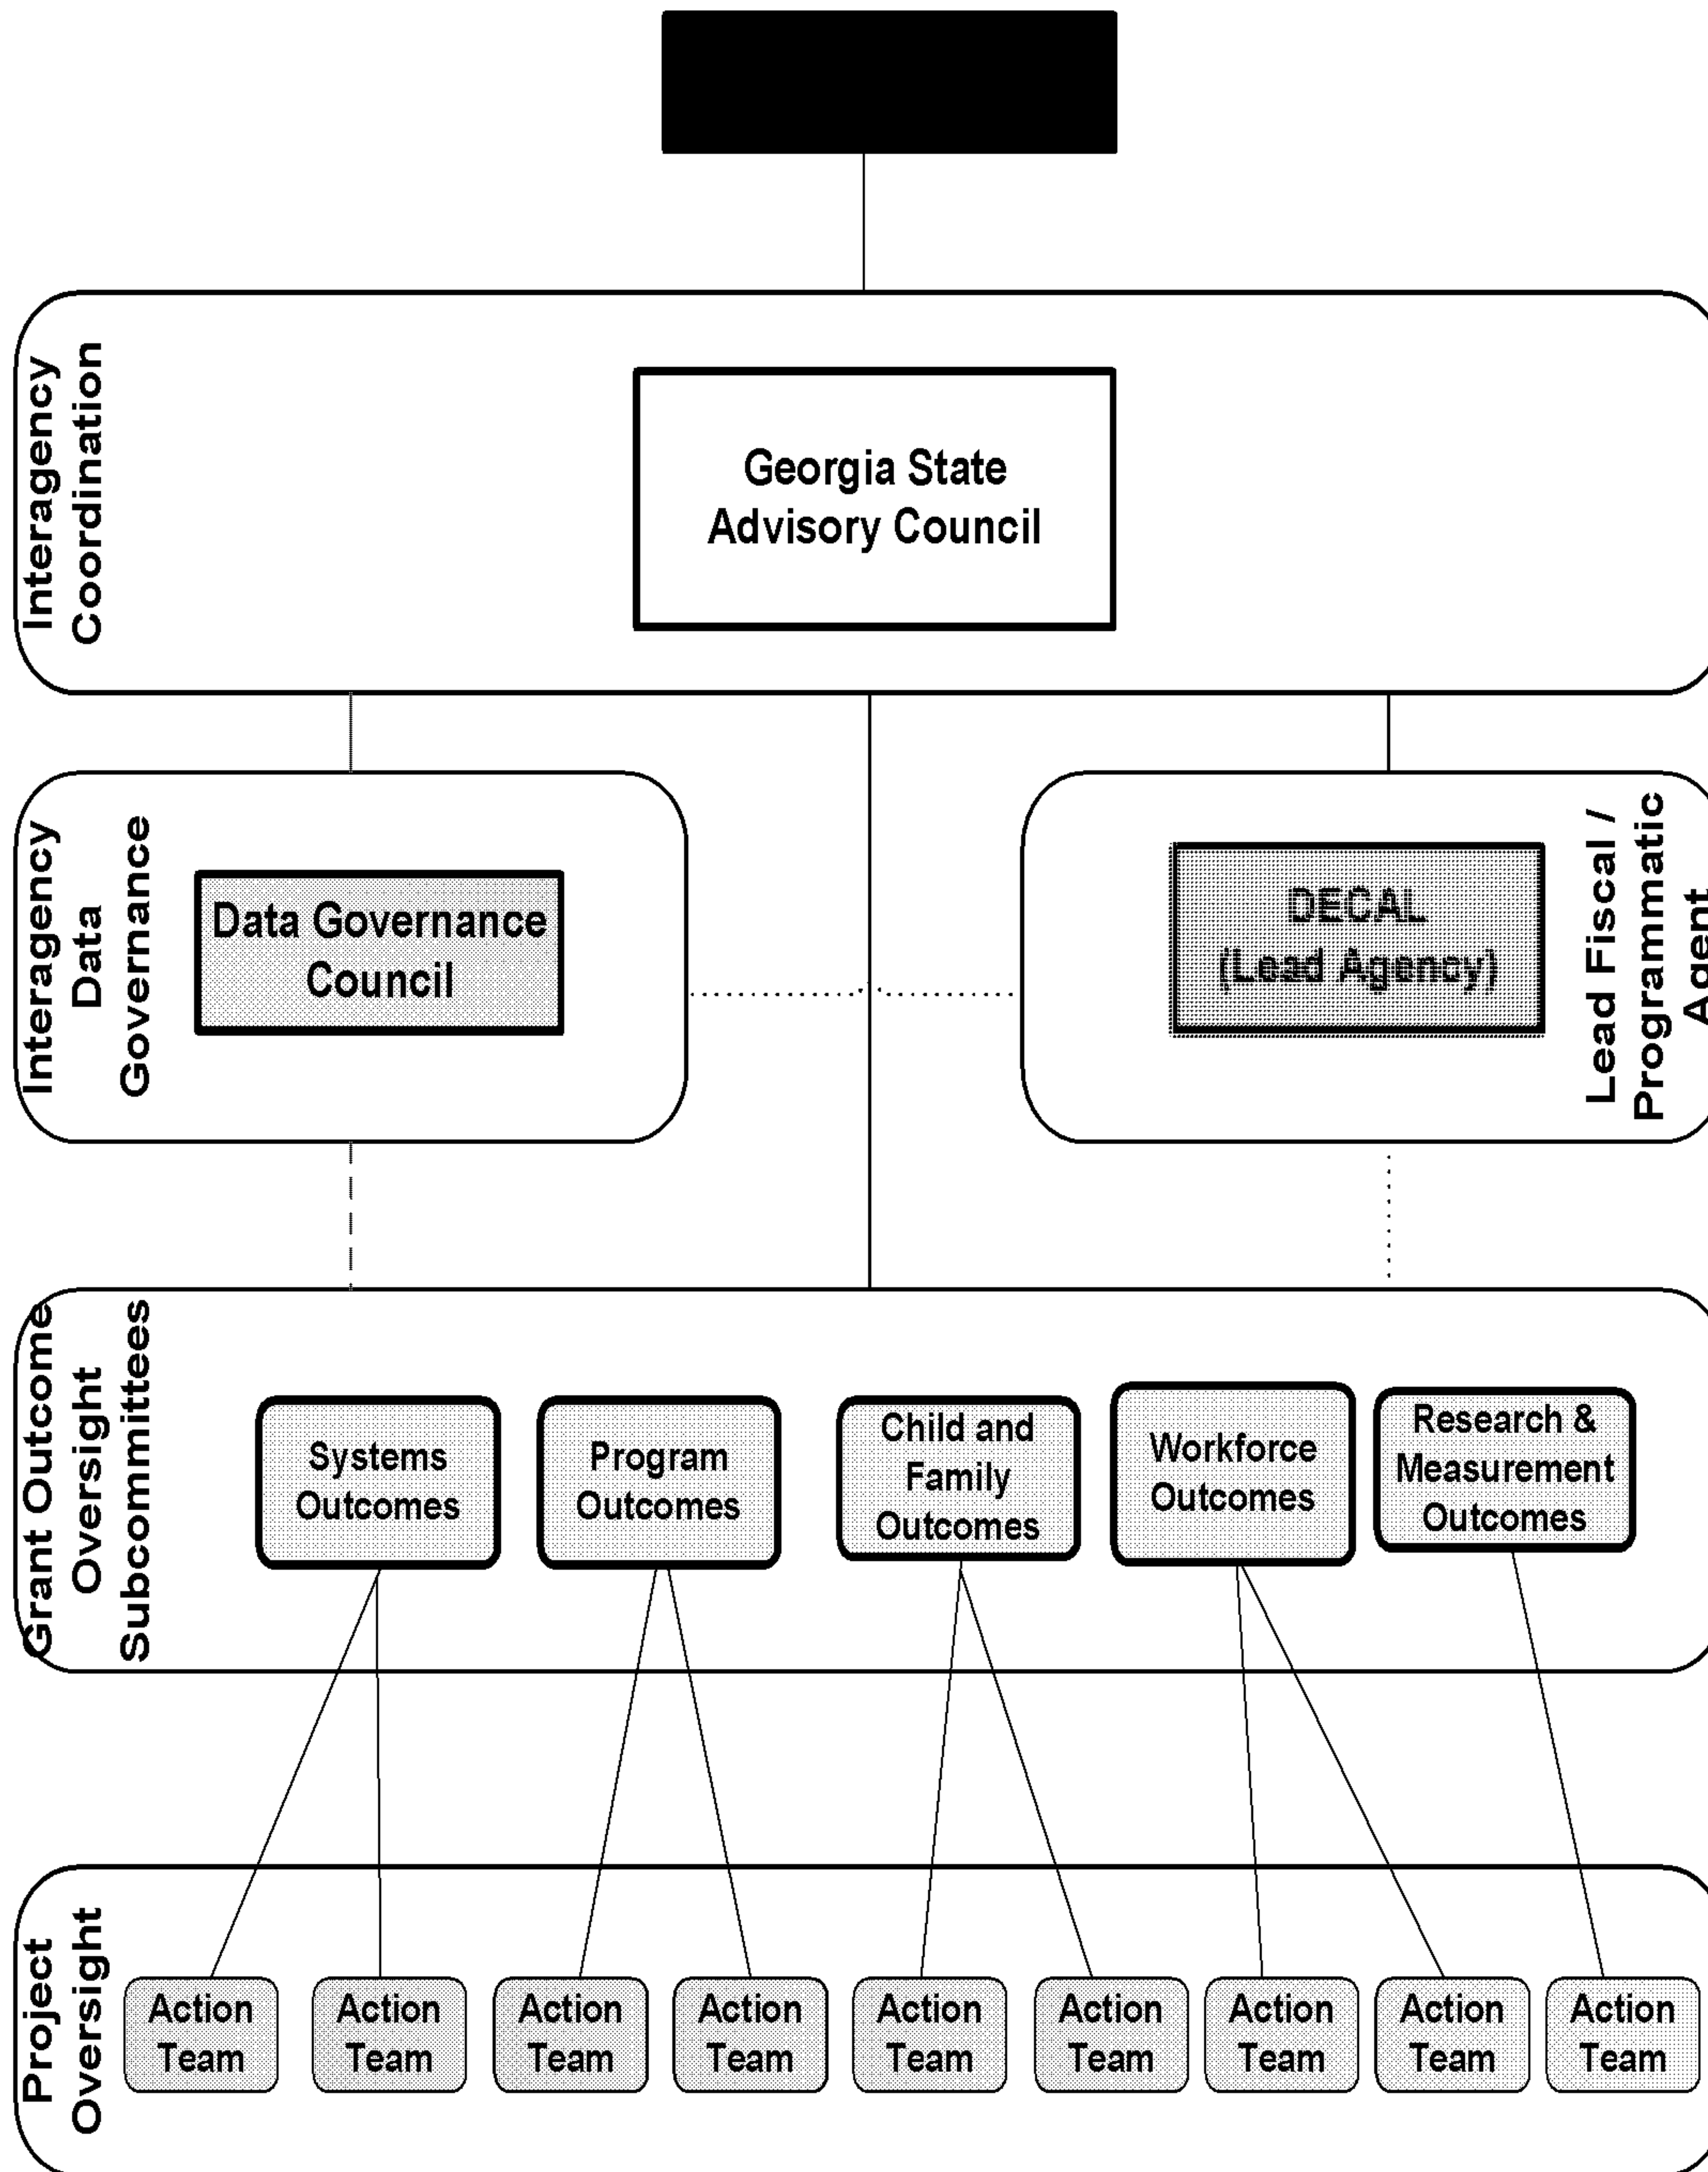 Interagency
Coordination
Georgia State
Advisory Council
Interagency
Data
Governance
Data Governance
Council
DECAL
(Lead Agency)
Lead Fiscal /
Programmatic
Agent
Grant Outcome
Oversight
Subcommittees
Systems
Outcomes
Program
Outcomes
Child and
Family
Outcomes
Workforce
Outcomes
Research &
Measurement
Outcomes
Project
Oversight
Action
Team
Action
Team
Action
Team
Action
Team
Action
Team
Action
Team
Action
Team
Action
Team
Action
Team